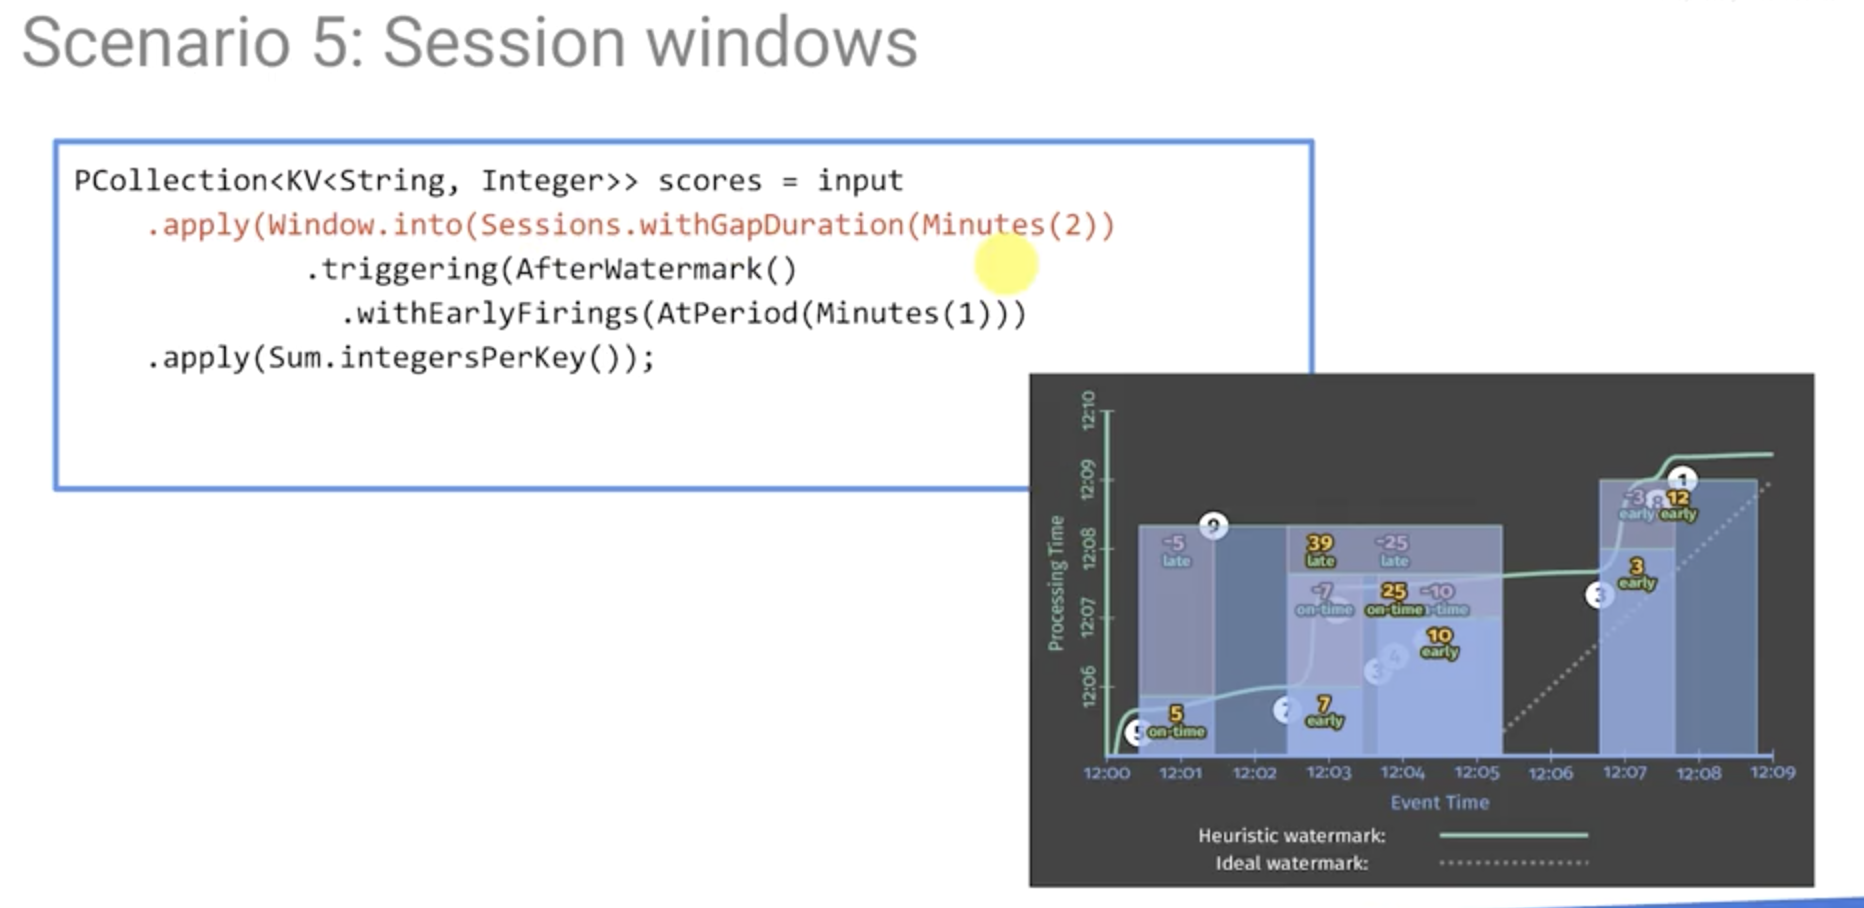 Scenario 5: Session windows
PCollection<KV<String, Integer>> scores = input
.apply(Window.into(Sessions.withGapDuration(Minutes(2))
.triggering(AfterWatermark()
.withEarlyFirings(AtPeriod(Minutes(1)))
.apply(Sum.integersPerKey());
Processing Time
12:10
12:09
12:08
12:07
12:06
9
1
-3 8 12
early early
-5
late
39
late
-25
late
3
early
3
-7
on-time
25
on-time
-10
10
early
3 4
7
7
early
5
5
on-time
12:00 12:01 12:02 12:03 12:04 12:05 12:06 12:07 12:08 12:09
Event Time
Heuristic watermark:
Ideal watermark: